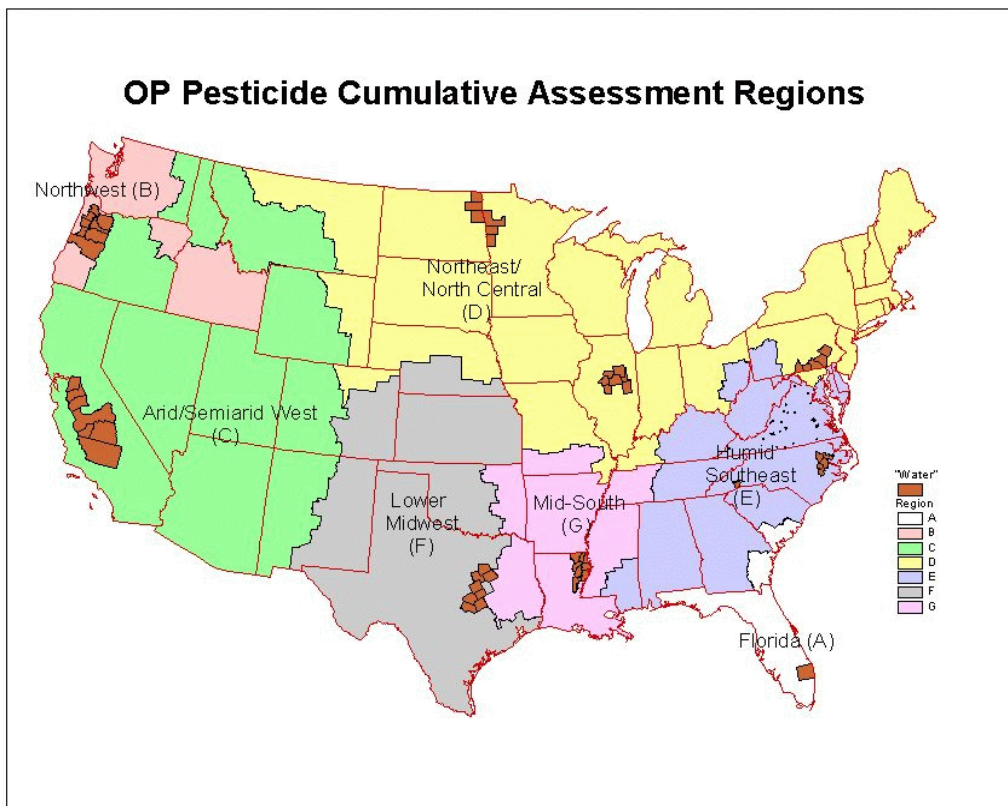 OP Pesticide Cumulative Assessment Regions
Northwest (B)
Northeast/
North Central
(D)
Arid/Semiarid West
(C)
Humid
Southeast
(E)
Lower
Midwest
(F)
Mid-South
(G)
Florida (A)
"Water"
Region
A
B
C
D
E
F
G